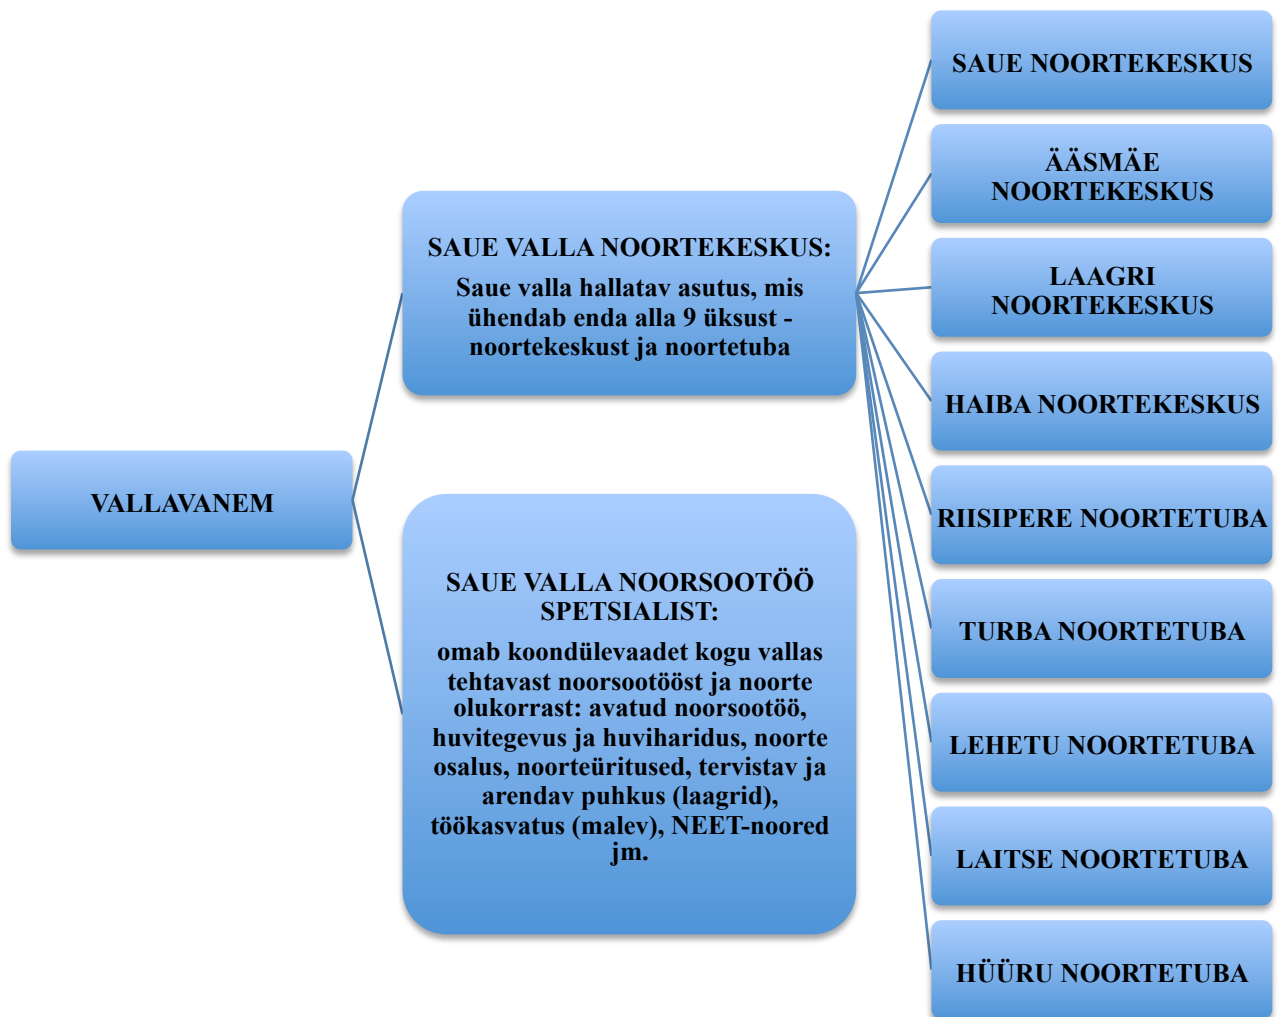 VALLAVANEM
SAUE VALLA NOORTEKESKUS:
Saue valla hallatav asutus, mis
ühendab enda alla 9 üksust -
noortekeskust ja noortetuba
SAUE VALLA NOORSOOTÖÖ
SPETSIALIST:
omab koondülevaadet kogu vallas
tehtavast noorsootööst ja noorte
olukorrast: avatud noorsootöö,
huvitegevus ja huviharidus, noorte
osalus, noorteüritused, tervistav ja
arendav puhkus (laagrid),
töökasvatus (malev), NEET-noored
jm.
SAUE NOORTEKESKUS
ÄÄSMÄE
NOORTEKESKUS
LAAGRI
NOORTEKESKUS
HAIBA NOORTEKESKUS
RIISIPERE NOORTETUBA
TURBA NOORTETUBA
LEHETU NOORTETUBA
LAITSE NOORTETUBA
HÜÜRU NOORTETUBA